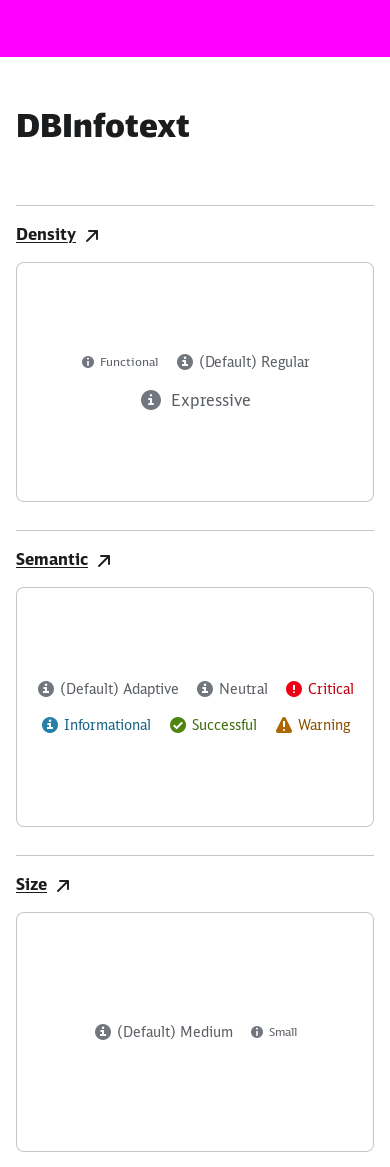 DBInfotext
Density
Functional (Default) Regular
Expressive
Semantic
(Default) Adaptive Neutral Critical
Informational Successful Warning
Size
(Default) Medium Small